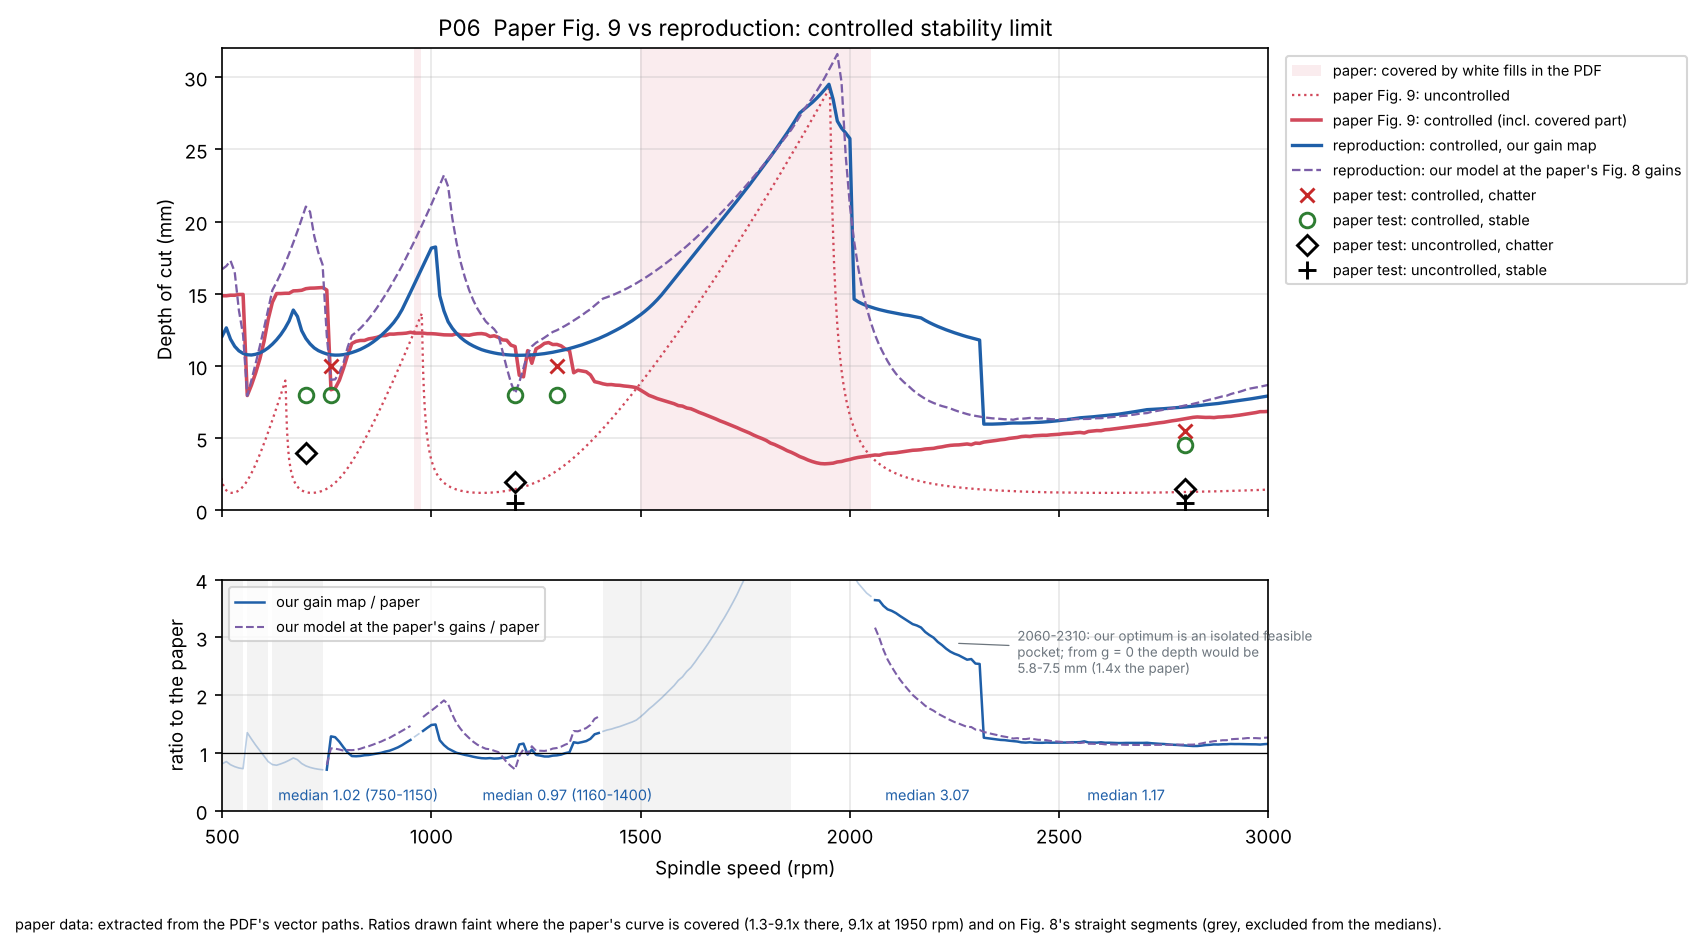 P06  Paper Fig. 9 vs reproduction: controlled stability limit
Depth of cut (mm)
30
25
20
15
10
5
0
paper: covered by white fills in the PDF
paper Fig. 9: uncontrolled
paper Fig. 9: controlled (incl. covered part)
reproduction: controlled, our gain map
reproduction: our model at the paper's Fig. 8 gains
paper test: controlled, chatter
paper test: controlled, stable
paper test: uncontrolled, chatter
paper test: uncontrolled, stable
ratio to the paper
4
3
2
1
0
our gain map / paper
our model at the paper's gains / paper
2060-2310: our optimum is an isolated feasible
pocket; from g = 0 the depth would be
5.8-7.5 mm (1.4x the paper)
median 1.02 (750-1150)
median 0.97 (1160-1400)
median 3.07
median 1.17
500
1000
1500
2000
2500
3000
Spindle speed (rpm)
paper data: extracted from the PDF's vector paths. Ratios drawn faint where the paper's curve is covered (1.3-9.1x there, 9.1x at 1950 rpm) and on Fig. 8's straight segments (grey, excluded from the medians).